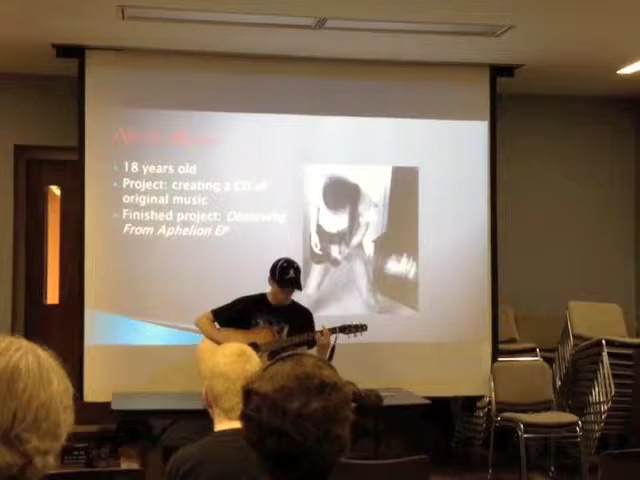 18 years old
Project: creating a CD of
original music
Finished project: Observing
From Aphelion EP